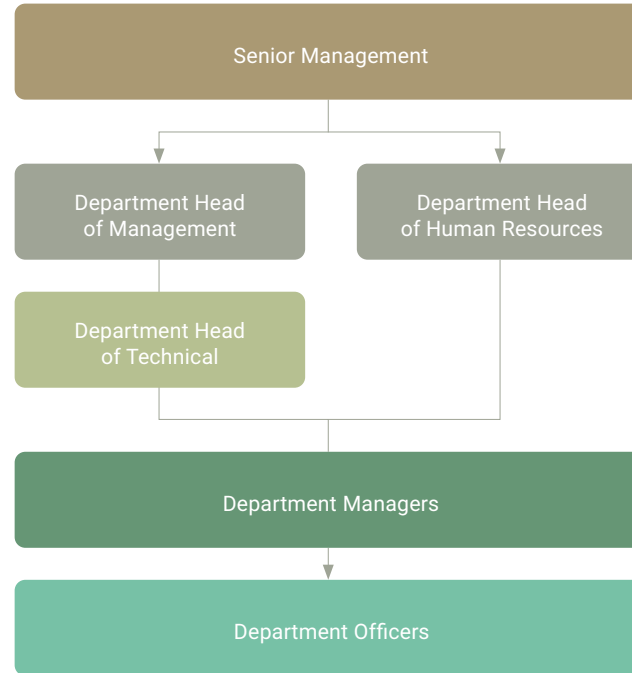 Senior Management
Department Head
of Management
Department Head
of Human Resources
Department Head
of Technical
Department Managers
Department Officers